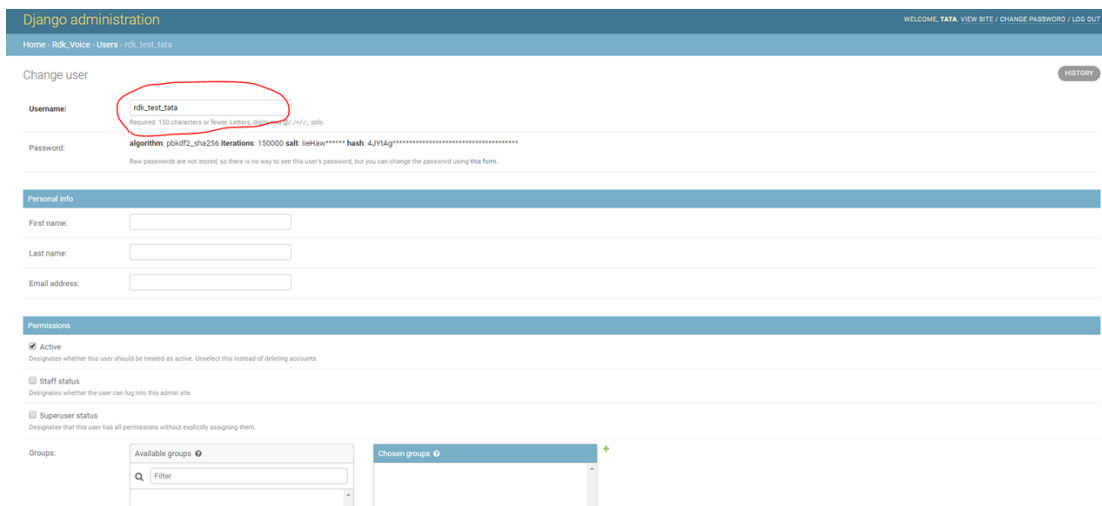 Django administration
WELCOME, TATA. VIEW SITE / CHANGE PASSWORD / LOG OUT
Home › Rdk_Voice › Users › rdk_test_tata
Change user
HISTORY
Username:
rdk_test_tata
Required. 150 characters or fewer. Letters, digits and @/./+/-/_ only.
Password:
algorithm: pbkdf2_sha256 iterations: 150000 salt: IieHaw****** hash: 4JYtAg**************************************
Raw passwords are not stored, so there is no way to see this user's password, but you can change the password using this form.
Personal info
First name:
Last name:
Email address:
Permissions
Active
Designates whether this user should be treated as active. Unselect this instead of deleting accounts.
Staff status
Designates whether the user can log into this admin site.
Superuser status
Designates that this user has all permissions without explicitly assigning them.
Groups:
Available groups
Chosen groups
Filter